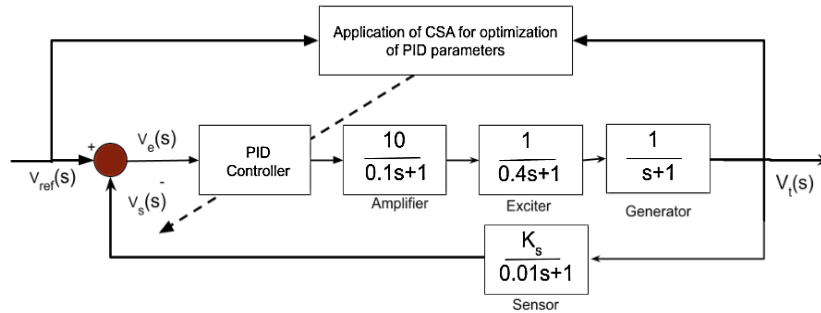 Application of CSA for optimization
of PID parameters
+
Vₑ(s)
PID
Controller
10
0.1s+1
Amplifier
1
0.4s+1
Exciter
1
s+1
Generator
V_ref(s)
V_s(s)
-
V_t(s)
K_s
0.01s+1
Sensor